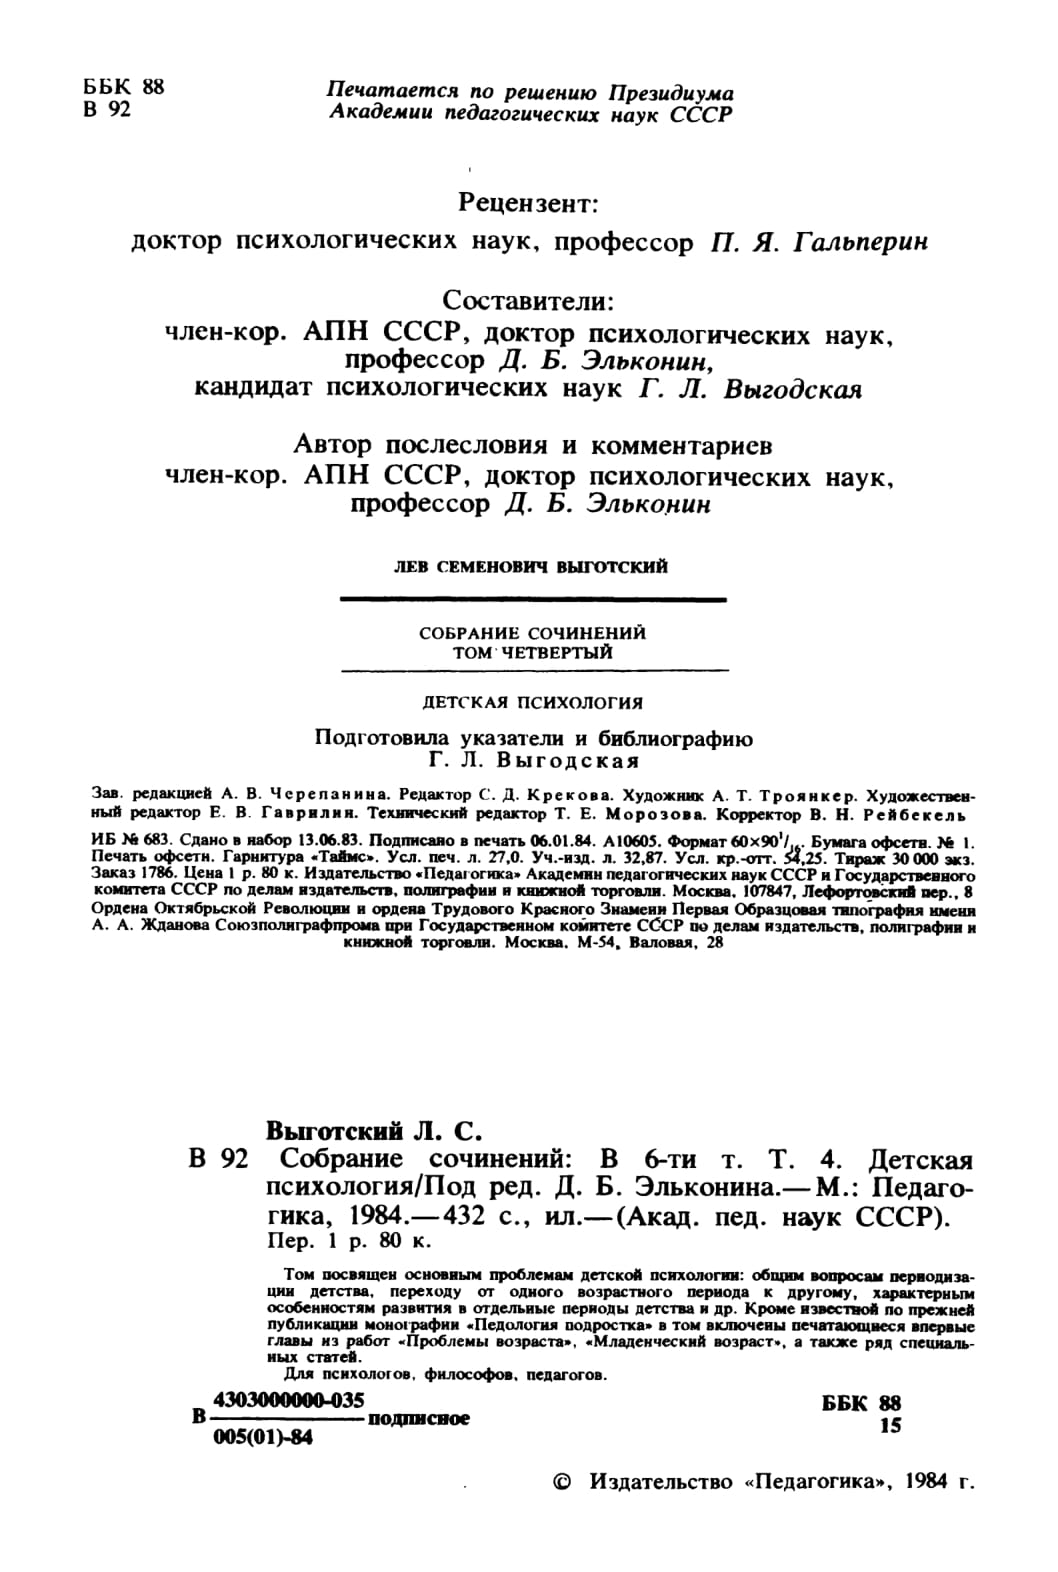 ББК 88
В 92
Печатается по решению Президиума
Академии педагогических наук СССР
Рецензент:
доктор психологических наук, профессор П. Я. Гальперин
Составители:
член-кор. АПН СССР, доктор психологических наук,
профессор Д. Б. Эльконин,
кандидат психологических наук Г. Л. Выгодская
Автор послесловия и комментариев
член-кор. АПН СССР, доктор психологических наук,
профессор Д. Б. Эльконин
ЛЕВ СЕМЕНОВИЧ ВЫГОТСКИЙ
СОБРАНИЕ СОЧИНЕНИЙ
ТОМ ЧЕТВЕРТЫЙ
ДЕТСКАЯ ПСИХОЛОГИЯ
Подготовила указатели и библиографию
Г. Л. Выгодская
Зав. редакцией А. В. Черепанина. Редактор С. Д. Крекова. Художник А. Т. Троянкер. Художествен-
ный редактор Е. В. Гаврилин. Технический редактор Т. Е. Морозова. Корректор В. Н. Рейбекель
ИБ № 683. Сдано в набор 13.06.83. Подписано в печать 06.01.84. А10605. Формат 60×90¹/₁₆. Бумага офсетн. № 1.
Печать офсетн. Гарнитура «Таймс». Усл. печ. л. 27,0. Уч.-изд. л. 32,87. Усл. кр.-отт. 54,25. Тираж 30 000 экз.
Заказ 1786. Цена 1 р. 80 к. Издательство «Педагогика» Академии педагогических наук СССР и Государственного
комитета СССР по делам издательств, полиграфии и книжной торговли. Москва, 107847, Лефортовский пер., 8
Ордена Октябрьской Революции и ордена Трудового Красного Знамени Первая Образцовая типография имени
А. А. Жданова Союзполиграфпрома при Государственном комитете СССР по делам издательств, полиграфии и
книжной торговли. Москва, М-54, Валовая, 28
Выготский Л. С.
В 92 Собрание сочинений: В 6-ти т. Т. 4. Детская
психология/Под ред. Д. Б. Эльконина.— М.: Педаго-
гика, 1984.— 432 с., ил.— (Акад. пед. наук СССР).
Пер. 1 р. 80 к.
Том посвящен основным проблемам детской психологии: общим вопросам периодиза-
ции детства, переходу от одного возрастного периода к другому, характерным
особенностям развития в отдельные периоды детства и др. Кроме известной по прежней
публикации монографии «Педология подростка» в том включены печатающиеся впервые
главы из работ «Проблемы возраста», «Младенческий возраст», а также ряд специаль-
ных статей.
Для психологов, философов, педагогов.
4303000000-035
В подписное
005(01)-84
ББК 88
15
© Издательство «Педагогика», 1984 г.